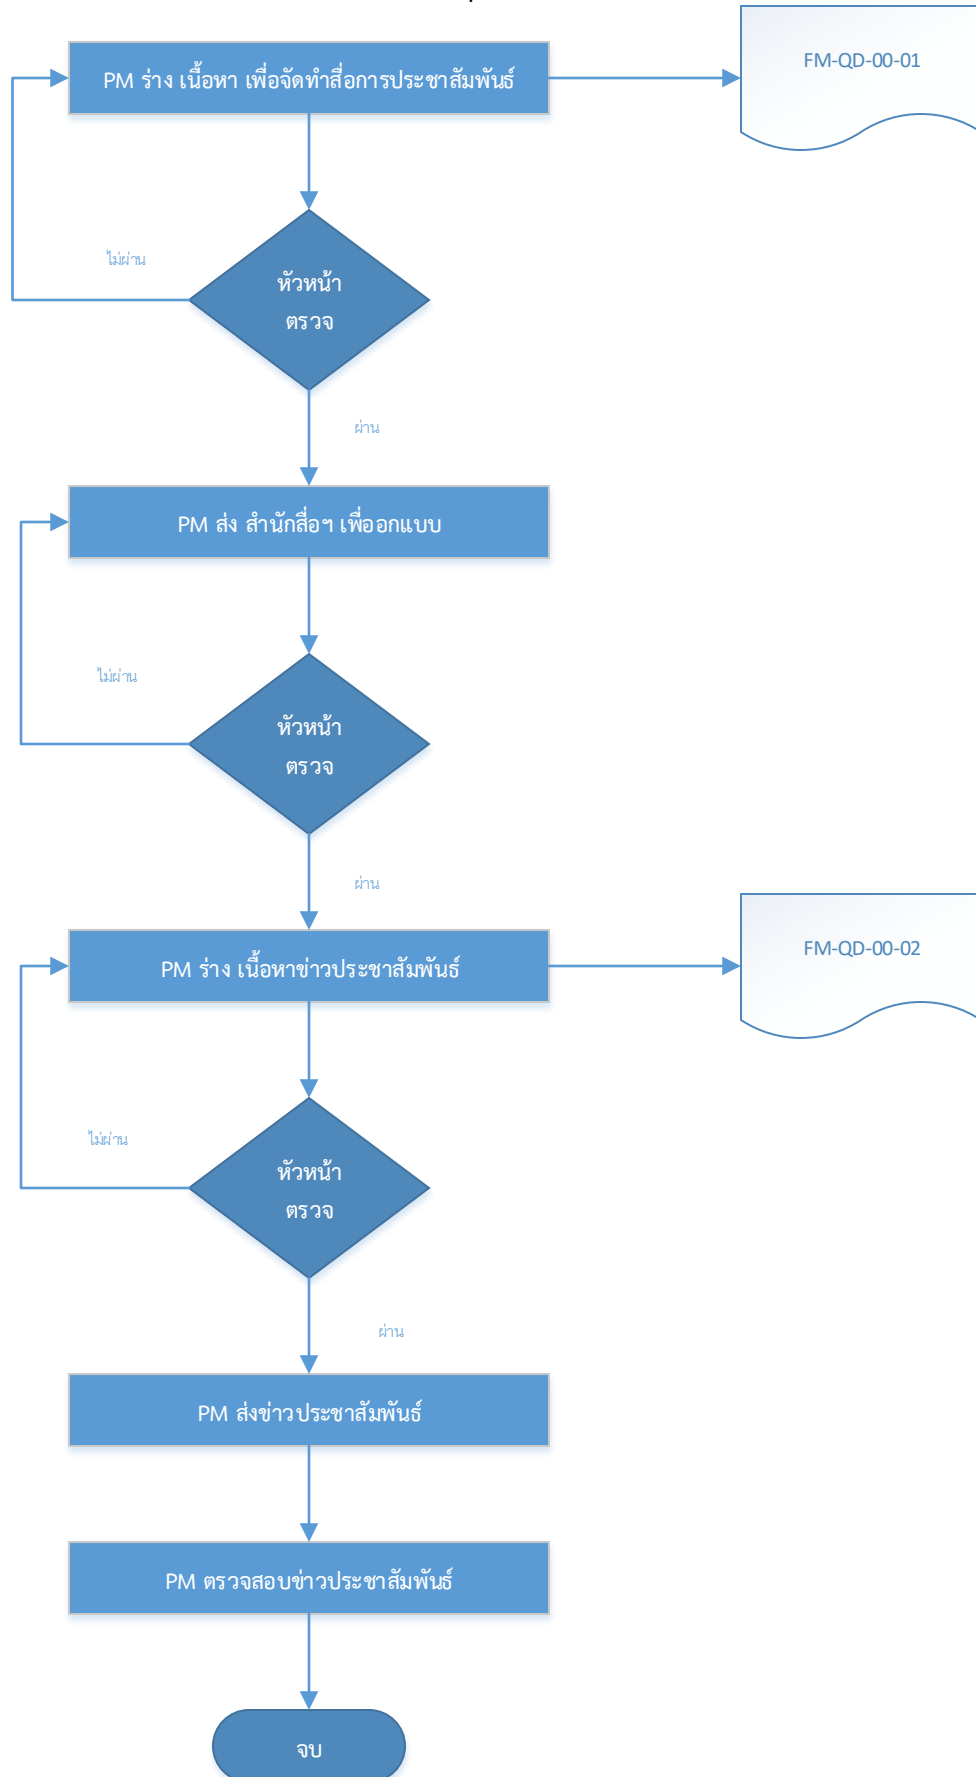 PM ร่าง เนื้อหา เพื่อจัดทำสื่อการประชาสัมพันธ์
FM-QD-00-01
ไม่ผ่าน
หัวหน้า
ตรวจ
ผ่าน
PM ส่ง สำนักสื่อฯ เพื่อออกแบบ
ไม่ผ่าน
หัวหน้า
ตรวจ
ผ่าน
PM ร่าง เนื้อหาข่าวประชาสัมพันธ์
FM-QD-00-02
ไม่ผ่าน
หัวหน้า
ตรวจ
ผ่าน
PM ส่งข่าวประชาสัมพันธ์
PM ตรวจสอบข่าวประชาสัมพันธ์
จบ